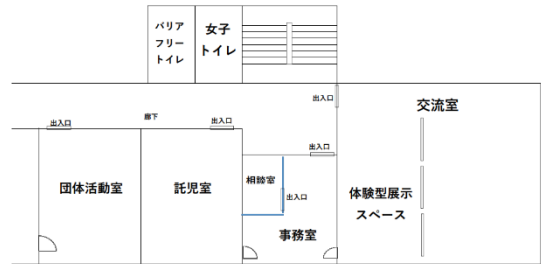 バリア
フリー
トイレ
女子
トイレ
出入口
交流室
出入口
廊下
出入口
出入口
団体活動室
託児室
相談室
出入口
体験型展示
スペース
事務室